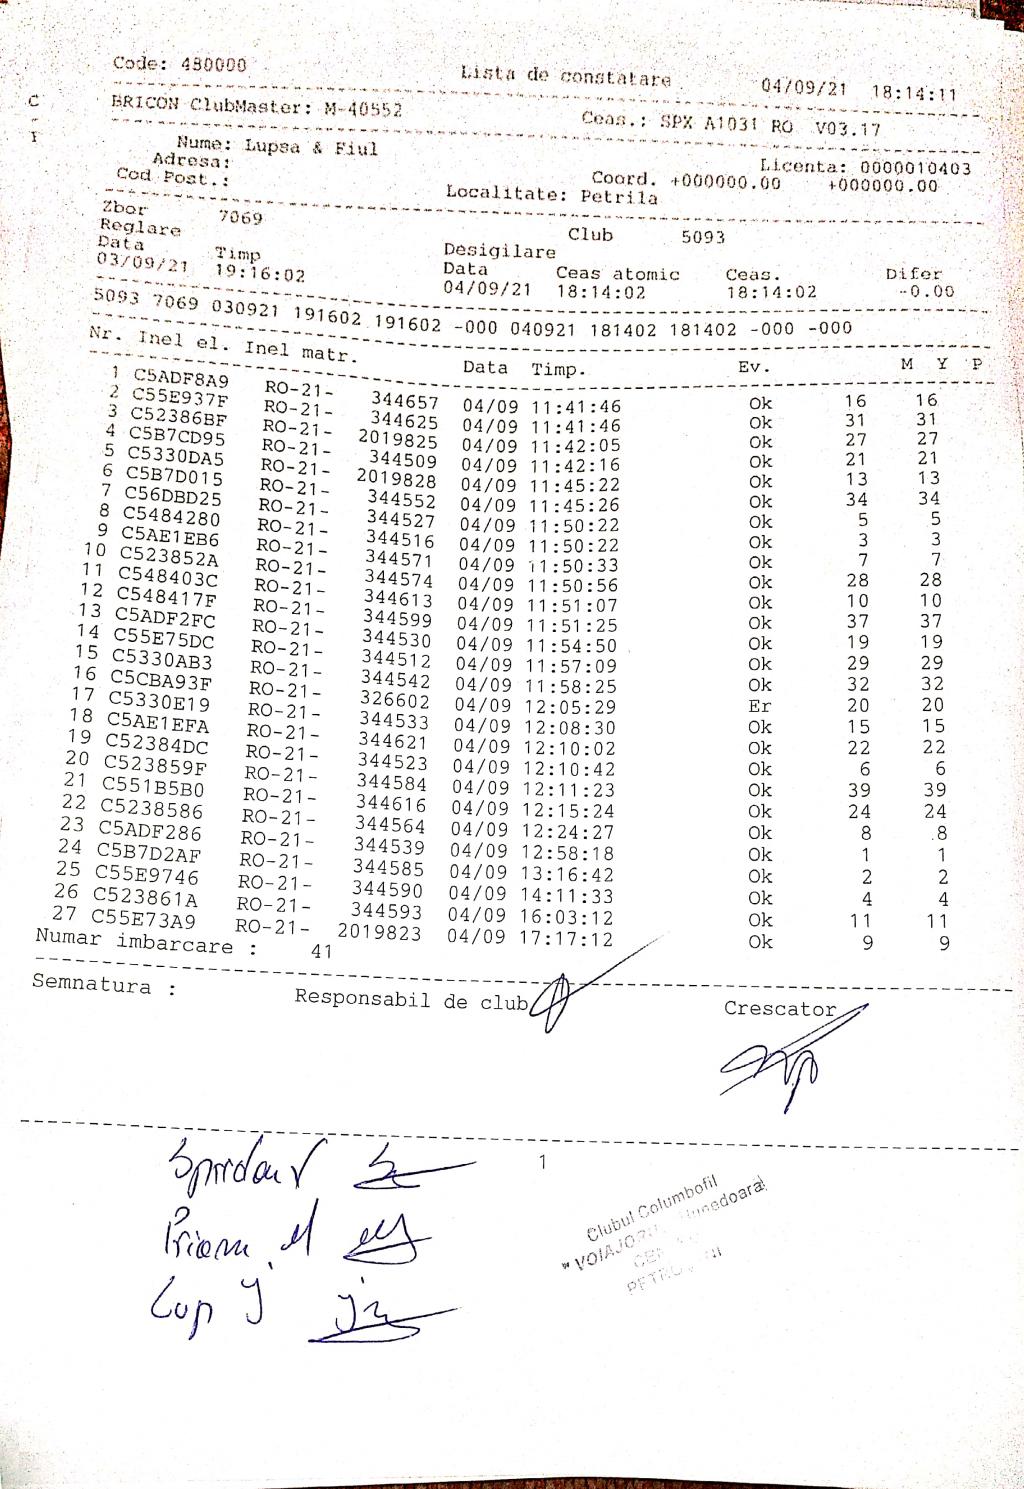 Code: 480000 Lista de constatare 04/09/21 18:14:11
C
-
I
BRICON ClubMaster: M-40552 Ceas.: SPX A1031 RO V03.17
Nume: Lupsa & Fiul Licenta: 0000010403
Adresa: Coord. +000000.00 +000000.00
Cod Post.: Localitate: Petrila
Zbor 7069 Club 5093
Reglare Desigilare
Data Timp Data Ceas atomic Ceas. Difer
03/09/21 19:16:02 04/09/21 18:14:02 18:14:02 -0.00
5093 7069 030921 191602 191602 -000 040921 181402 181402 -000 -000
Nr. Inel el. Inel matr. Data Timp. Ev. M Y P
1 C5ADF8A9 RO-21- 344657 04/09 11:41:46 Ok 16 16
2 C55E937F RO-21- 344625 04/09 11:41:46 Ok 31 31
3 C52386BF RO-21- 2019825 04/09 11:42:05 Ok 27 27
4 C5B7CD95 RO-21- 344509 04/09 11:42:16 Ok 21 21
5 C5330DA5 RO-21- 2019828 04/09 11:45:22 Ok 13 13
6 C5B7D015 RO-21- 344552 04/09 11:45:26 Ok 34 34
7 C56DBD25 RO-21- 344527 04/09 11:50:22 Ok 5 5
8 C5484280 RO-21- 344516 04/09 11:50:22 Ok 3 3
9 C5AE1EB6 RO-21- 344571 04/09 11:50:33 Ok 7 7
10 C523852A RO-21- 344574 04/09 11:50:56 Ok 28 28
11 C548403C RO-21- 344613 04/09 11:51:07 Ok 10 10
12 C548417F RO-21- 344599 04/09 11:51:25 Ok 37 37
13 C5ADF2FC RO-21- 344530 04/09 11:54:50 Ok 19 19
14 C55E75DC RO-21- 344512 04/09 11:57:09 Ok 29 29
15 C5330AB3 RO-21- 344542 04/09 11:58:25 Ok 32 32
16 C5CBA93F RO-21- 326602 04/09 12:05:29 Er 20 20
17 C5330E19 RO-21- 344533 04/09 12:08:30 Ok 15 15
18 C5AE1EFA RO-21- 344621 04/09 12:10:02 Ok 22 22
19 C52384DC RO-21- 344523 04/09 12:10:42 Ok 6 6
20 C523859F RO-21- 344584 04/09 12:11:23 Ok 39 39
21 C551B5B0 RO-21- 344616 04/09 12:15:24 Ok 24 24
22 C5238586 RO-21- 344564 04/09 12:24:27 Ok 8 8
23 C5ADF286 RO-21- 344539 04/09 12:58:18 Ok 1 1
24 C5B7D2AF RO-21- 344585 04/09 13:16:42 Ok 2 2
25 C55E9746 RO-21- 344590 04/09 14:11:33 Ok 4 4
26 C523861A RO-21- 344593 04/09 16:03:12 Ok 11 11
27 C55E73A9 RO-21- 2019823 04/09 17:17:12 Ok 9 9
Numar imbarcare : 41
Semnatura : Responsabil de club Crescator
1
Lup J
Clubul Columbofil